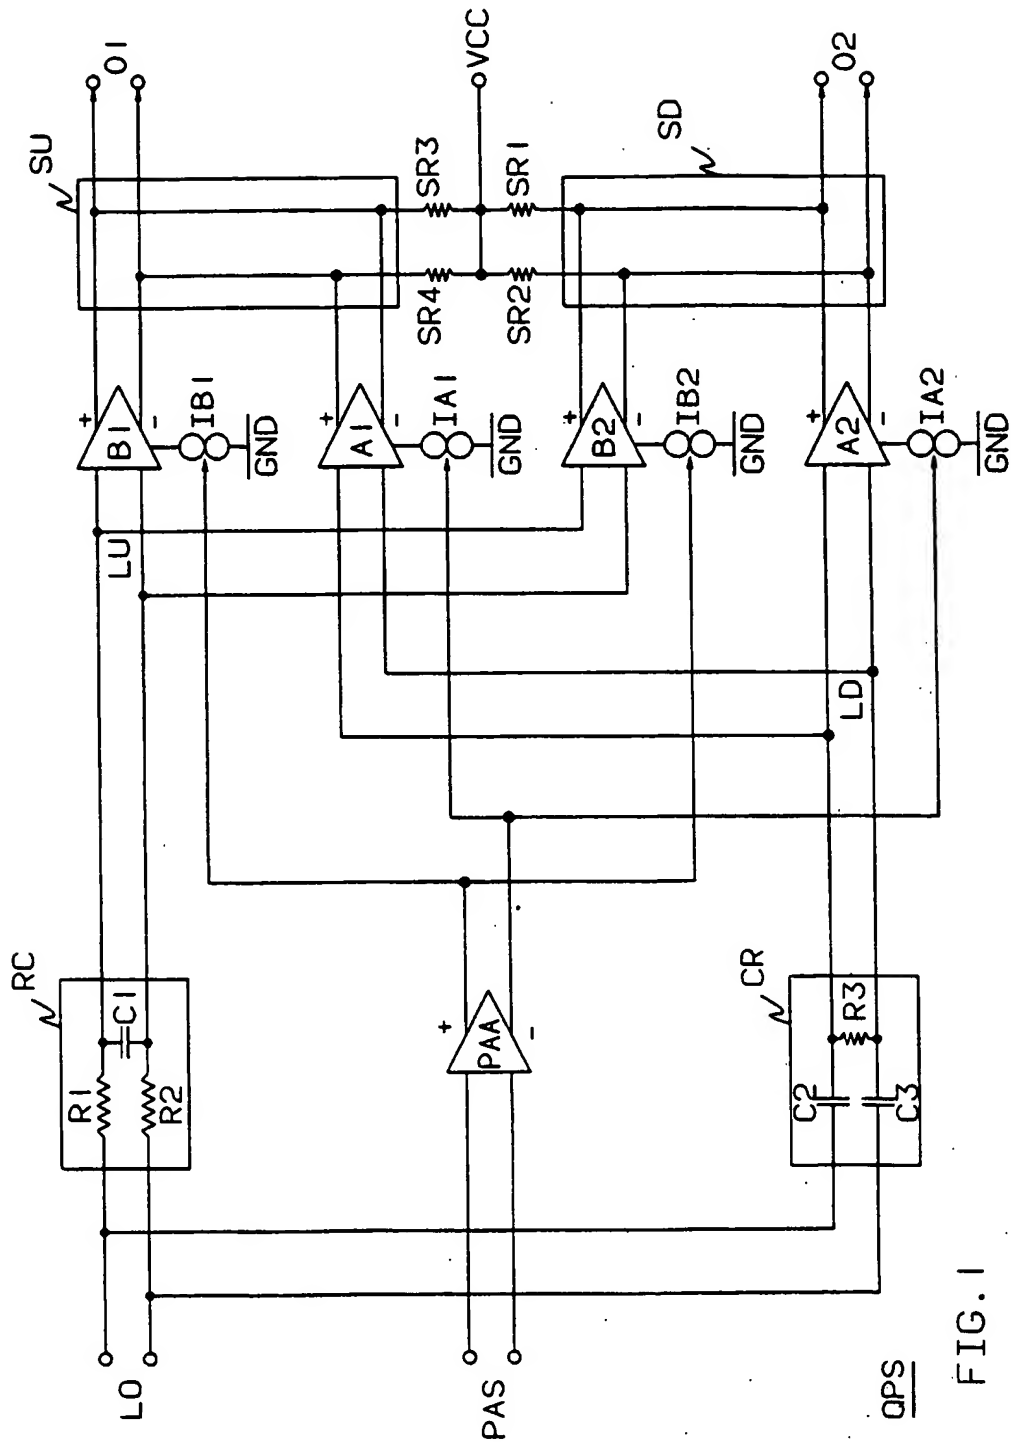 SU
O1
B1
+
-
IB1
GND
LU
RC
R1
C1
R2
LO
A1
+
-
IA1
GND
SR3
SR4
VCC
SR1
SR2
PAA
+
-
PAS
B2
+
-
IB2
GND
SD
O2
A2
+
-
IA2
GND
LD
CR
C2
R3
C3
QPS
FIG. 1